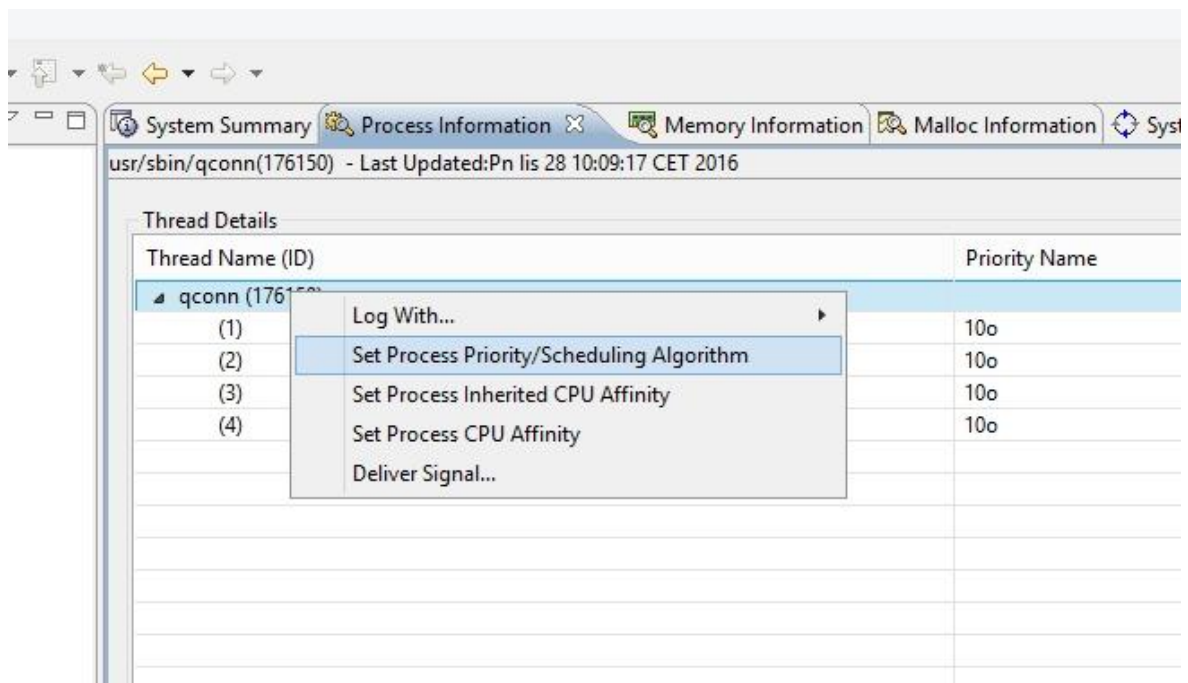 System Summary Process Information Memory Information Malloc Information Syst
usr/sbin/qconn(176150) - Last Updated:Pn lis 28 10:09:17 CET 2016
Thread Details
Thread Name (ID) Priority Name
qconn (176150)
Log With...
(1) 10o
Set Process Priority/Scheduling Algorithm
(2) 10o
Set Process Inherited CPU Affinity
(3) 10o
Set Process CPU Affinity
(4) 10o
Deliver Signal...